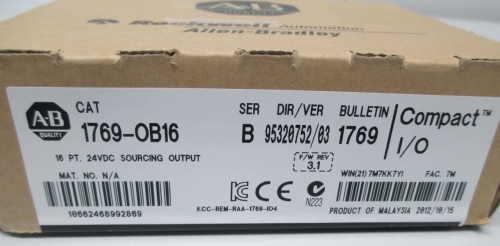 A·B
Rockwell Automation
Allen-Bradley
A·B
QUALITY
CAT
1769-OB16
16 PT. 24VDC SOURCING OUTPUT
MAT. NO. N/A
10662468992869
SER
B
DIR/VER
95320752/03
F/W REV
3.1
BULLETIN
1769
Compact™
I/O
KCC-REM-RAA-1769-IO4
CE
N223
WIN(21)7M7KK7Y1
FAC. 7M
PRODUCT OF MALAYSIA 2012/10/15